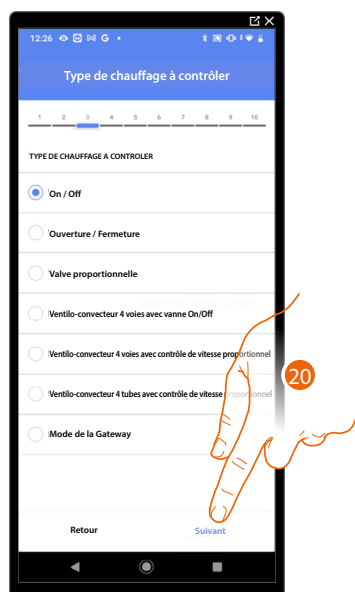 12:26 G
Type de chauffage à contrôler
1 2 3 4 5 6 7 8 9 10
TYPE DE CHAUFFAGE A CONTROLER
On / Off
Ouverture / Fermeture
Valve proportionnelle
Ventilo-convecteur 4 voies avec vanne On/Off
Ventilo-convecteur 4 voies avec contrôle de vitesse proportionnel
Ventilo-convecteur 4 tubes avec contrôle de vitesse proportionnel
Mode de la Gateway
20
Retour Suivant